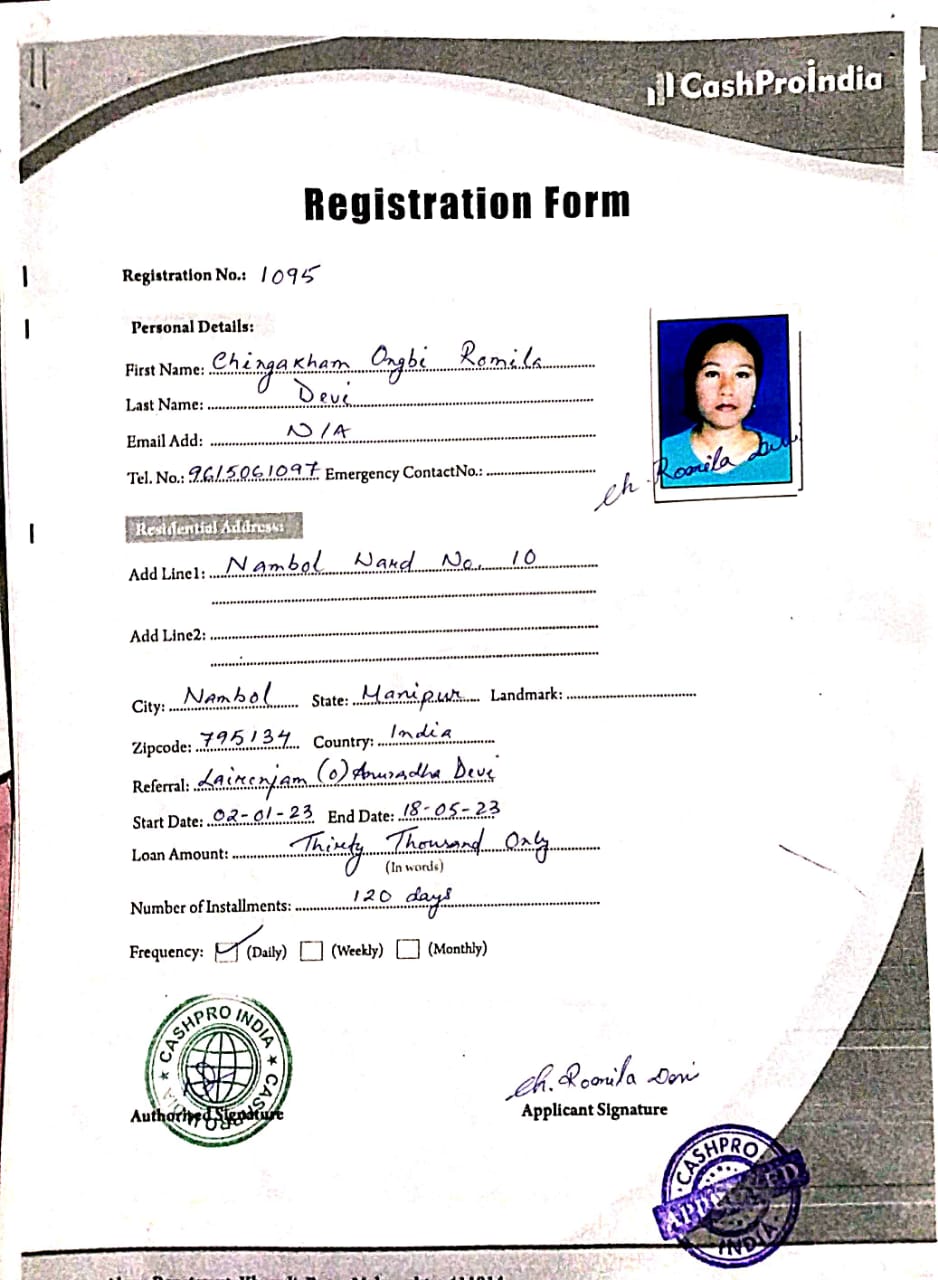 CashProIndia
Registration Form
Registration No.: 1095
Personal Details:
First Name: Chingakham Ongbi Romila
Last Name: Devi
Email Add: N/A
Tel. No.: 9615061097 Emergency ContactNo.:
Ch. Romila Devi
Residential Address:
Add Line1: Nambol Ward No. 10
Add Line2:
City: Nambol State: Manipur Landmark:
Zipcode: 795134 Country: India
Referral: Lairenjam (o) Anuradha Devi
Start Date: 02-01-23 End Date: 18-05-23
Loan Amount: Thirty Thousand Only
(In words)
Number of Installments: 120 days
Frequency: (Daily) (Weekly) (Monthly)
CASHPRO INDIA ★ CASHPRO INDIA ★
Authorised Signature
Ch. Romila Devi
Applicant Signature
CASHPRO
APPROVED
INDIA